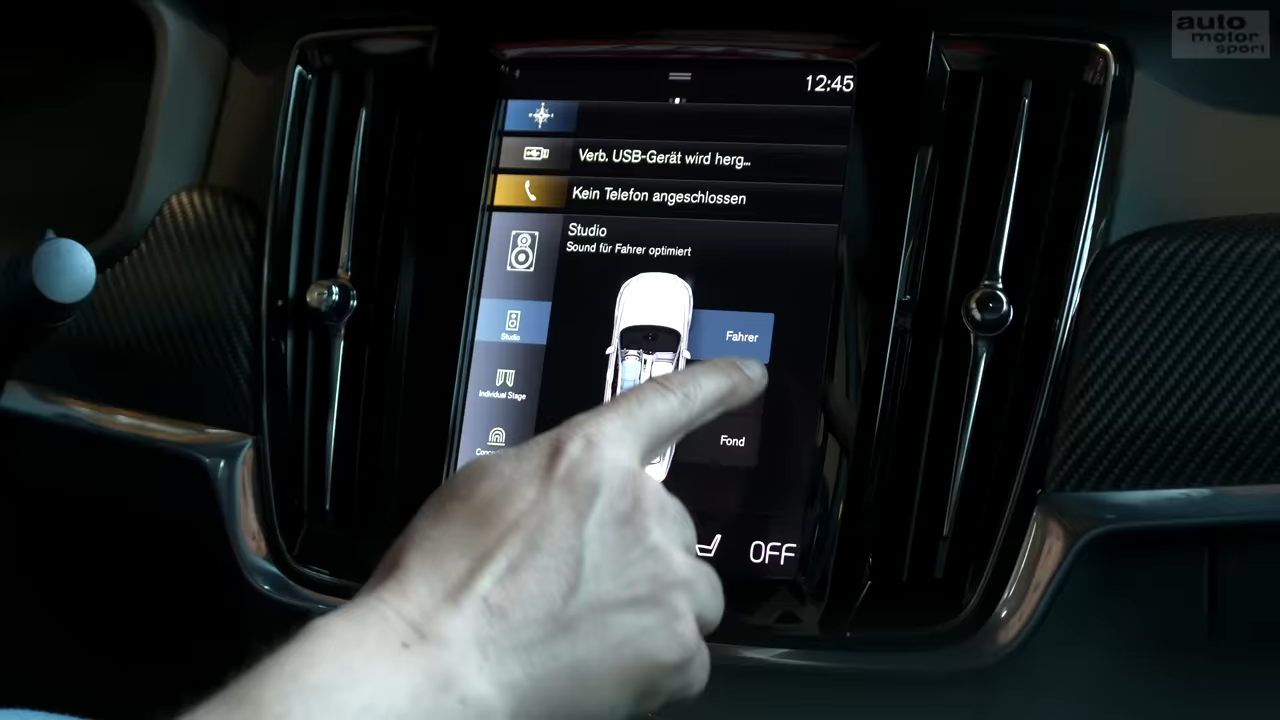 auto
motor
sport
12:45
Verb. USB-Gerät wird herg...
Kein Telefon angeschlossen
Studio
Sound für Fahrer optimiert
Fahrer
Studio
Individual Stage
Fond
OFF